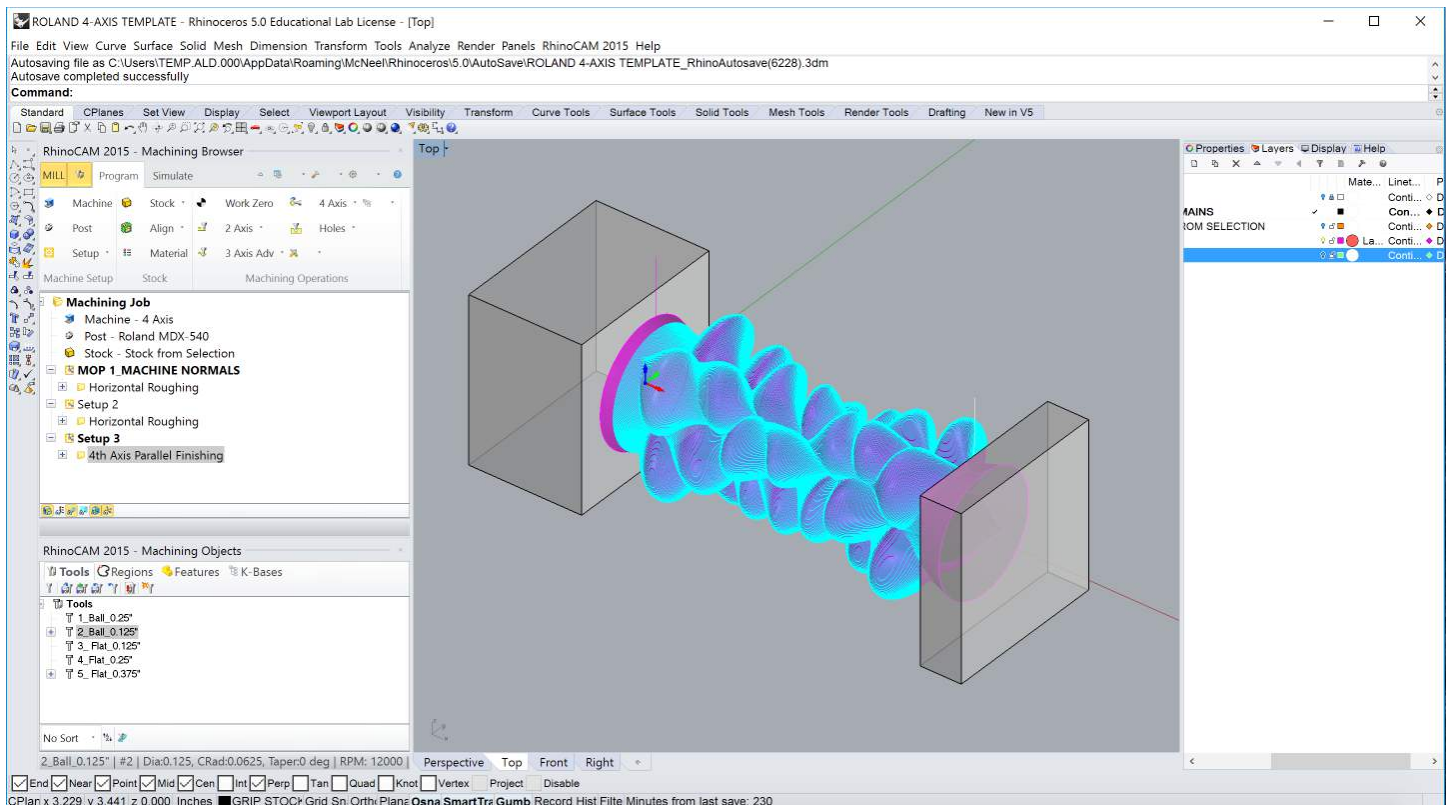 ROLAND 4-AXIS TEMPLATE - Rhinoceros 5.0 Educational Lab License - [Top]
File Edit View Curve Surface Solid Mesh Dimension Transform Tools Analyze Render Panels RhinoCAM 2015 Help
Autosaving file as C:\Users\TEMP.ALD.000\AppData\Roaming\McNeel\Rhinoceros\5.0\AutoSave\ROLAND 4-AXIS TEMPLATE_RhinoAutosave(6228).3dm
Autosave completed successfully
Command:
Standard CPlanes Set View Display Select Viewport Layout Visibility Transform Curve Tools Surface Tools Solid Tools Mesh Tools Render Tools Drafting New in V5
RhinoCAM 2015 - Machining Browser
MILL Program Simulate
Machine Stock Work Zero 4 Axis
Post Align 2 Axis Holes
Setup Material 3 Axis Adv
Machine Setup Stock Machining Operations
Machining Job
Machine - 4 Axis
Post - Roland MDX-540
Stock - Stock from Selection
MOP 1_MACHINE NORMALS
Horizontal Roughing
Setup 2
Horizontal Roughing
Setup 3
4th Axis Parallel Finishing
RhinoCAM 2015 - Machining Objects
Tools Regions Features K-Bases
Tools
1_Ball_0.25"
2_Ball_0.125"
3_ Flat_0.125"
4_Flat_0.25"
5_ Flat_0.375"
No Sort
2_Ball_0.125" | #2 | Dia:0.125, CRad:0.0625, Taper:0 deg | RPM: 12000 |
Top
Properties Layers Display Help
Mate... Linet... P
Conti... D
MAINS Con... D
ROM SELECTION Conti... D
La... Conti... D
Conti... D
Perspective Top Front Right
End Near Point Mid Cen Int Perp Tan Quad Knot Vertex Project Disable
CPlan x 3.229 y 3.441 z 0.000 Inches GRIP STOCK Grid Sn Ortho Plana Osna SmartTra Gumb Record Hist Filte Minutes from last save: 230